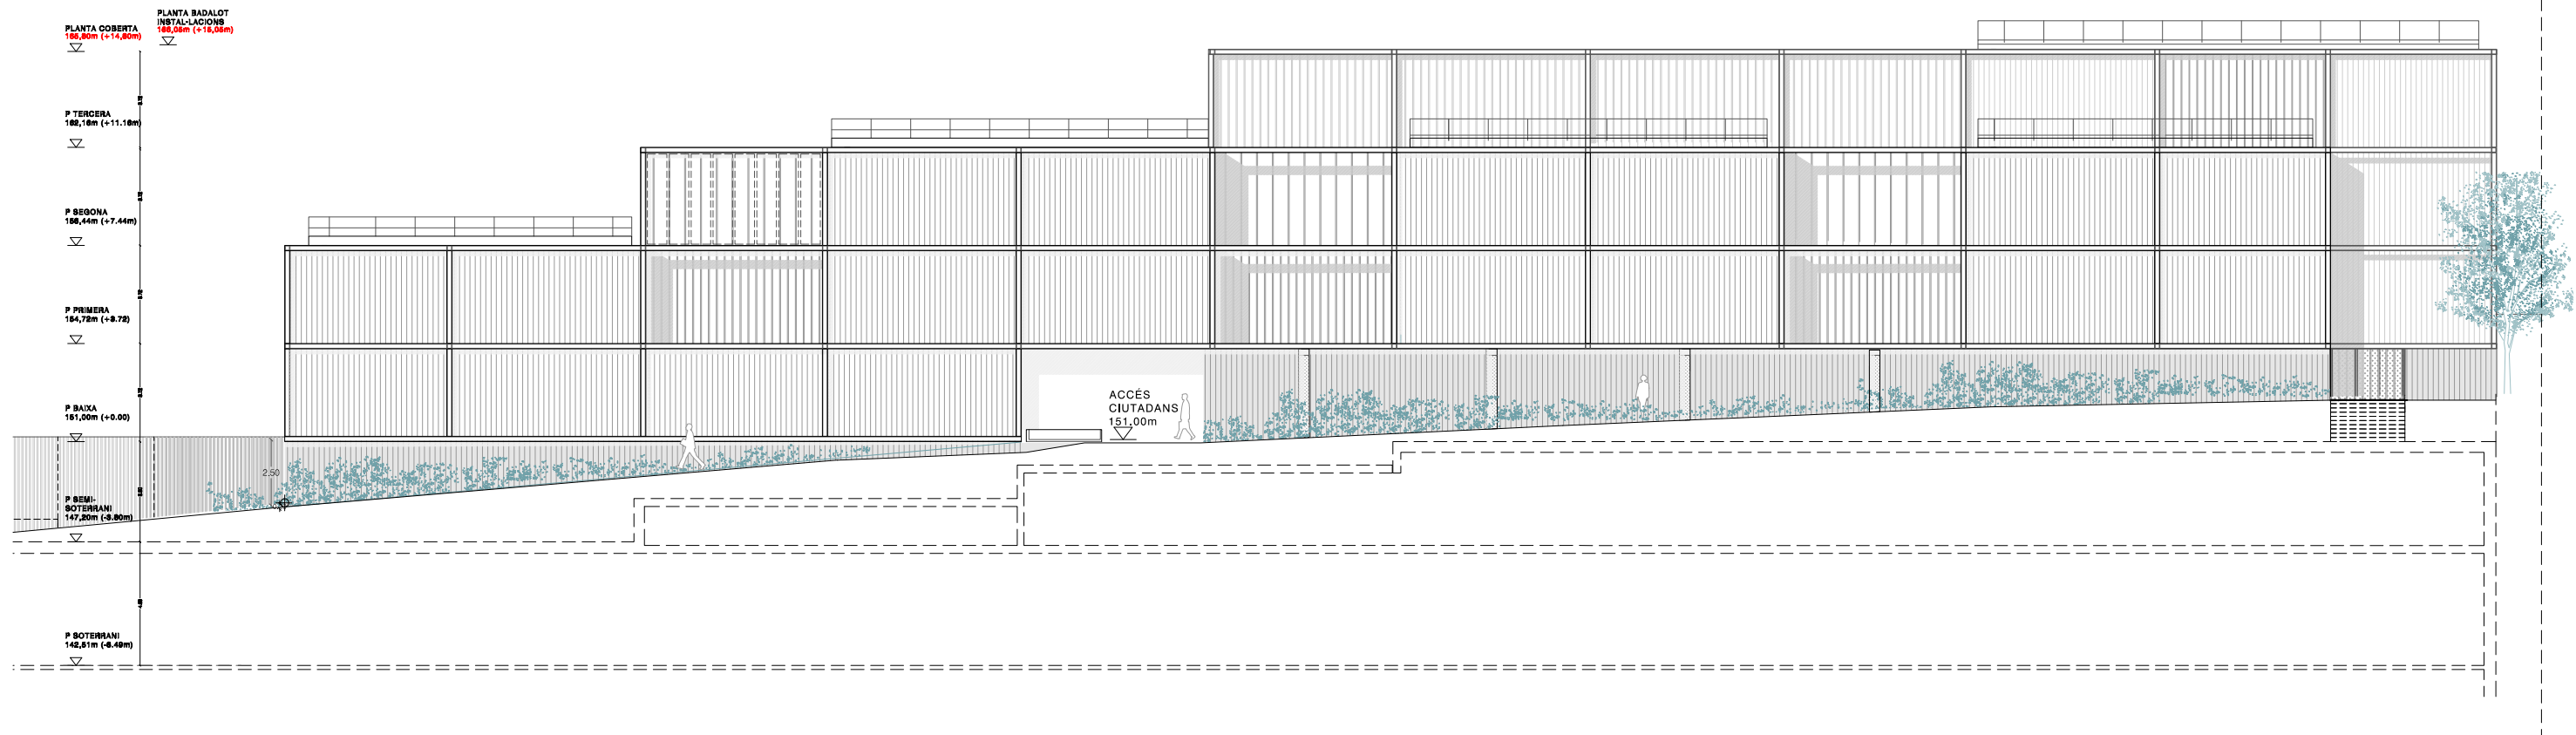 PLANTA BADALOT
INSTAL·LACIONS
166,05m (+15,05m)
PLANTA COBERTA
165,80m (+14,80m)
P TERCERA
162,16m (+11.16m)
P SEGONA
158,44m (+7.44m)
P PRIMERA
154,72m (+3.72)
P BAIXA
151,00m (+0.00)
ACCÉS
CIUTADANS
151.00m
2.50
P SEMI-
SOTERRANI
147,20m (-3.80m)
P SOTERRANI
142,51m (-8.49m)